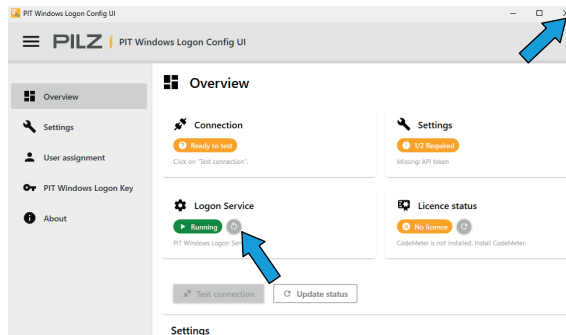 PIT Windows Logon Config UI
PILZ PIT Windows Logon Config UI
Overview
Settings
User assignment
PIT Windows Logon Key
About
Overview
Connection
Ready to test
Click on "Test connection".
Settings
1/2 Required
Missing: API token
Logon Service
Running
PIT Windows Logon
Licence status
No licence
CodeMeter is not installed. Install CodeMeter.
Test connection
Update status
Settings